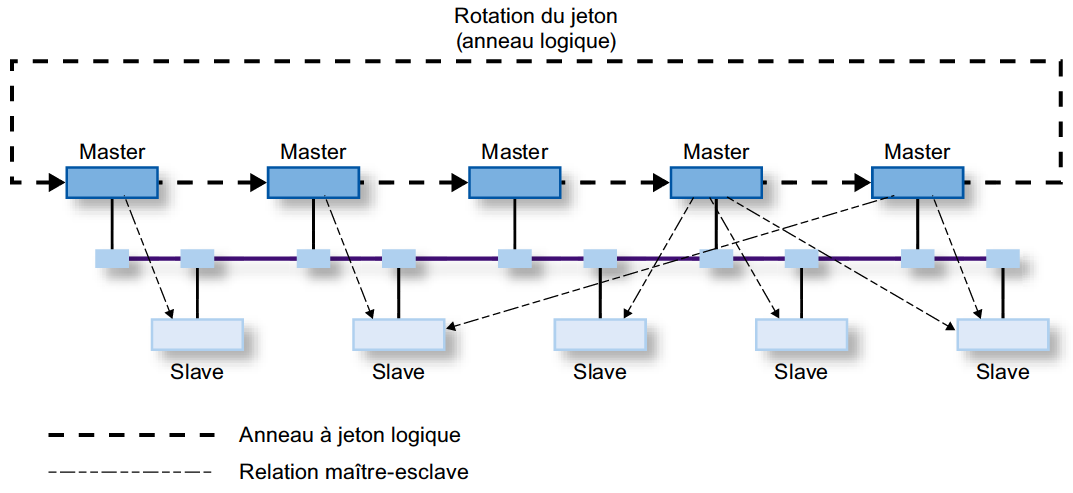 Rotation du jeton
(anneau logique)
Master
Master
Master
Master
Master
Slave
Slave
Slave
Slave
Slave
Anneau à jeton logique
Relation maître-esclave